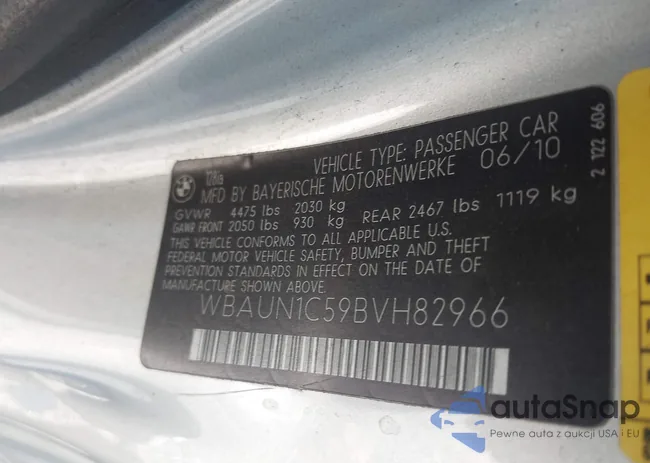 128i
VEHICLE TYPE: PASSENGER CAR
MFD BY BAYERISCHE MOTORENWERKE 06/10
GVWR 4475 lbs 2030 kg
GAWR FRONT 2050 lbs 930 kg REAR 2467 lbs 1119 kg
THIS VEHICLE CONFORMS TO ALL APPLICABLE U.S.
FEDERAL MOTOR VEHICLE SAFETY, BUMPER AND THEFT
PREVENTION STANDARDS IN EFFECT ON THE DATE OF
MANUFACTURE SHOWN ABOVE.
WBAUN1C59BVH82966
2 122 606
autaSnap
Pewne auta z aukcji USA i EU